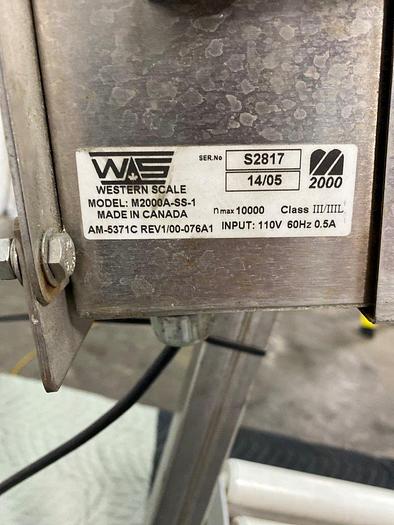 WS
WESTERN SCALE
MODEL: M2000A-SS-1
MADE IN CANADA
AM-5371C REV1/00-076A1
SER.No S2817
14/05
2000
nmax 10000 Class III/IIIL
INPUT: 110V 60Hz 0.5A